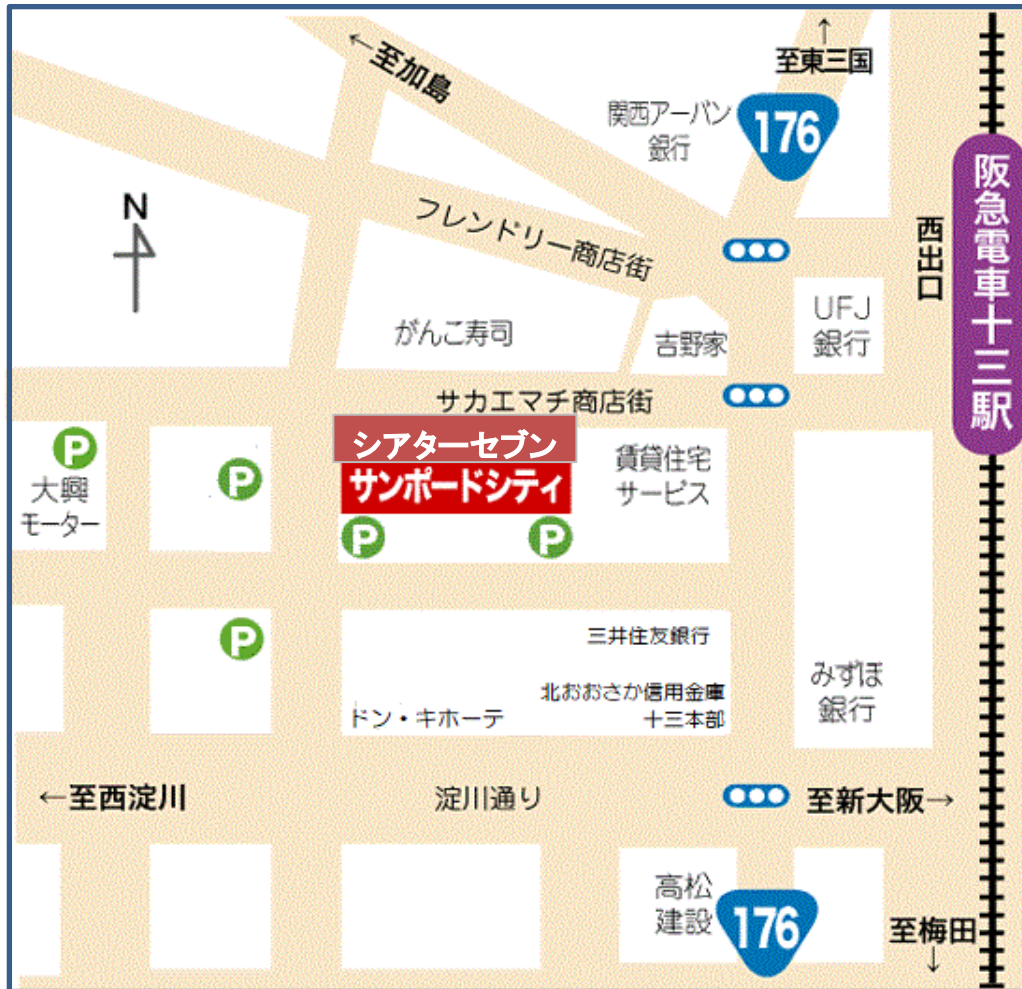 ↑
至東三国
←至加島
関西アーバン
銀行
176
阪急電車十三駅
N
フレンドリー商店街
西出口
がんこ寿司
吉野家
UFJ
銀行
サカエマチ商店街
シアターセブン
サンポードシティ
賃貸住宅
サービス
P
大興
モーター
P
P
P
P
三井住友銀行
北おおさか信用金庫
十三本部
ドン・キホーテ
みずほ
銀行
←至西淀川
淀川通り
至新大阪→
高松
建設
176
至梅田
↓